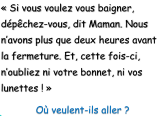 « Si vous voulez vous baigner,
dépêchez-vous, dit Maman. Nous
n’avons plus que deux heures avant
la fermeture. Et, cette fois-ci,
n’oubliez ni votre bonnet, ni vos
lunettes ! »
Où veulent-ils aller ?